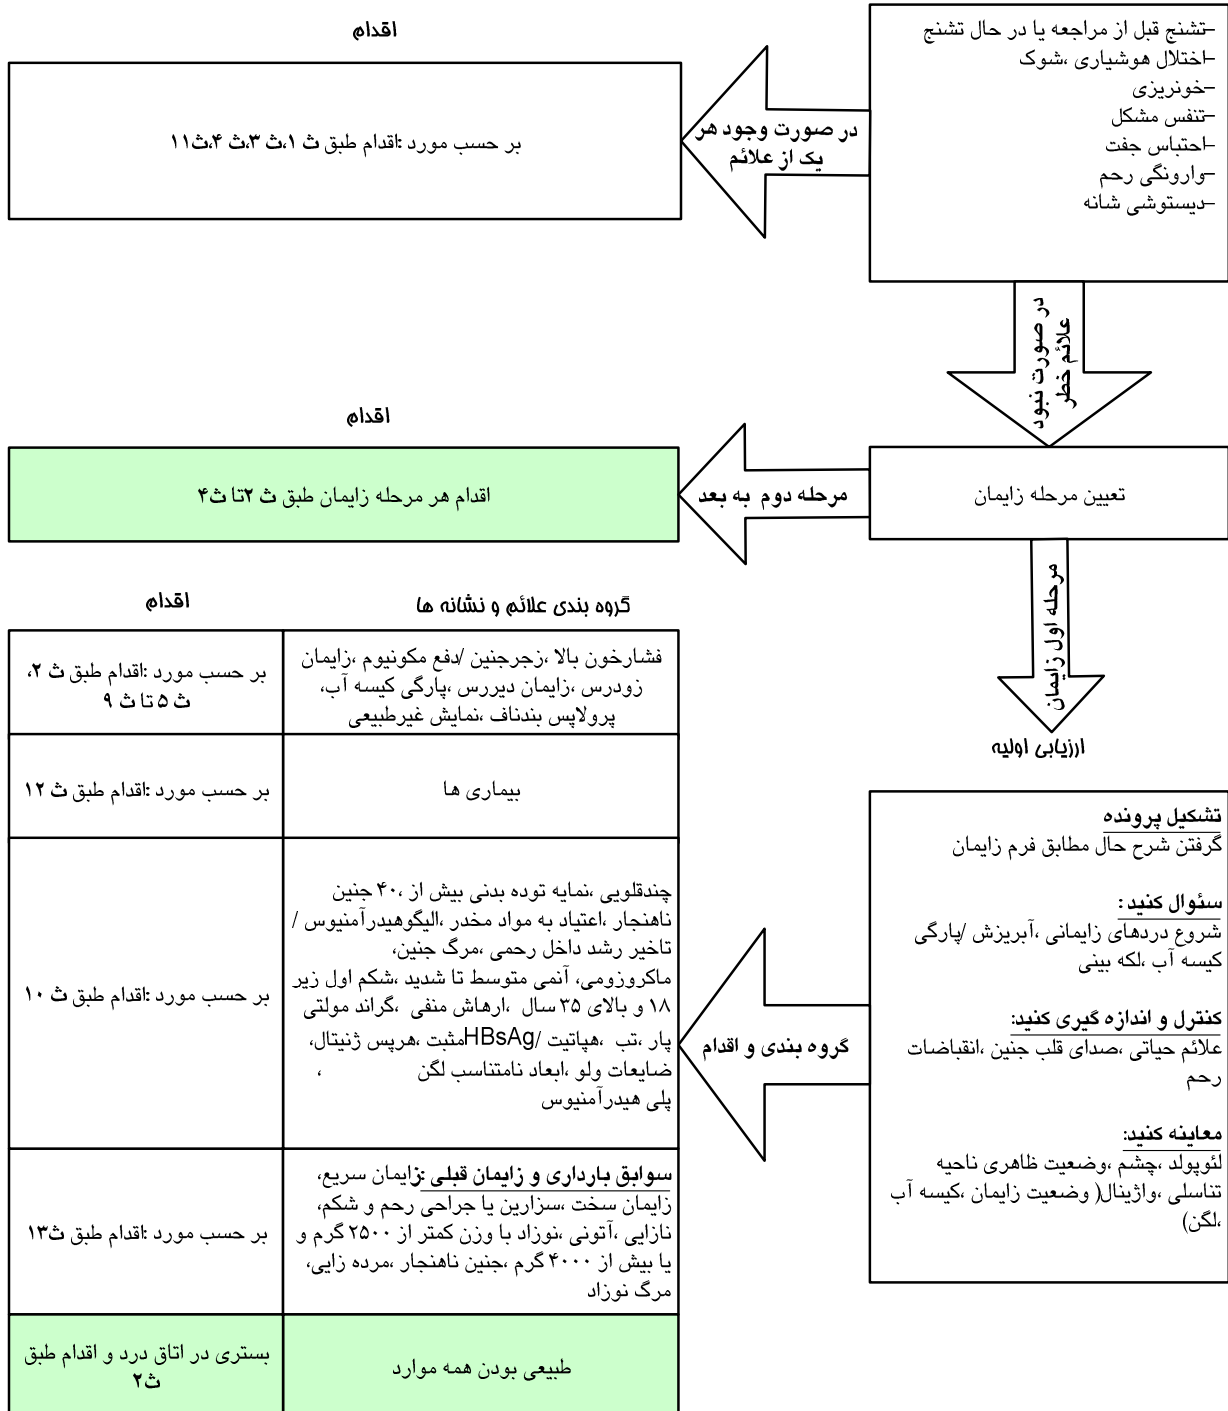 -تشنج قبل از مراجعه یا در حال تشنج
-اختلال هوشیاری ،شوک
-خونریزی
-تنفس مشکل
-احتباس جفت
-وارونگی رحم
-دیستوشی شانه
در صورت وجود هر
یک از علائم
اقدام
بر حسب مورد :اقدام طبق ث ۱،ث ۳،ث ۴،ث۱۱
در صورت نبود
علائم خطر
تعیین مرحله زایمان
مرحله دوم به بعد
اقدام
اقدام هر مرحله زایمان طبق ث ۲تا ث۴
مرحله اول زایمان
ارزیابی اولیه
تشکیل پرونده
گرفتن شرح حال مطابق فرم زایمان
سئوال کنید :
شروع دردهای زایمانی ،آبریزش /پارگی
کیسه آب ،لکه بینی
کنترل و اندازه گیری کنید:
علائم حیاتی ،صدای قلب جنین ،انقباضات
رحم
معاینه کنید:
لئوپولد ،چشم ،وضعیت ظاهری ناحیه
تناسلی ،واژینال( وضعیت زایمان ،کیسه آب
،لگن)
گروه بندی و اقدام
گروه بندی علائم و نشانه ها
اقدام
فشارخون بالا ،زجرجنین /دفع مکونیوم ،زایمان
زودرس ،زایمان دیررس ،پارگی کیسه آب،
پرولاپس بندناف ،نمایش غیرطبیعی
بر حسب مورد :اقدام طبق ث ۲،
ث ۵ تا ث ۹
بیماری ها
بر حسب مورد :اقدام طبق ث ۱۲
چندقلویی ،نمایه توده بدنی بیش از ۴۰، جنین
ناهنجار ،اعتیاد به مواد مخدر ،الیگوهیدرآمنیوس /
تاخیر رشد داخل رحمی ،مرگ جنین،
ماکروزومی، آنمی متوسط تا شدید ،شکم اول زیر
۱۸ و بالای ۳۵ سال ،ارهاش منفی ،گراند مولتی
پار ،تب ،هپاتیت /HBsAgمثبت ،هرپس ژنیتال،
ضایعات ولو ،ابعاد نامتناسب لگن ،
پلی هیدرآمنیوس
بر حسب مورد :اقدام طبق ث ۱۰
سوابق بارداری و زایمان قبلی :زایمان سریع،
زایمان سخت ،سزارین یا جراحی رحم و شکم،
نازایی ،آتونی ،نوزاد با وزن کمتر از ۲۵۰۰ گرم و
یا بیش از ۴۰۰۰ گرم ،جنین ناهنجار ،مرده زایی،
مرگ نوزاد
بر حسب مورد :اقدام طبق ث۱۳
طبیعی بودن همه موارد
بستری در اتاق درد و اقدام طبق
ث۲